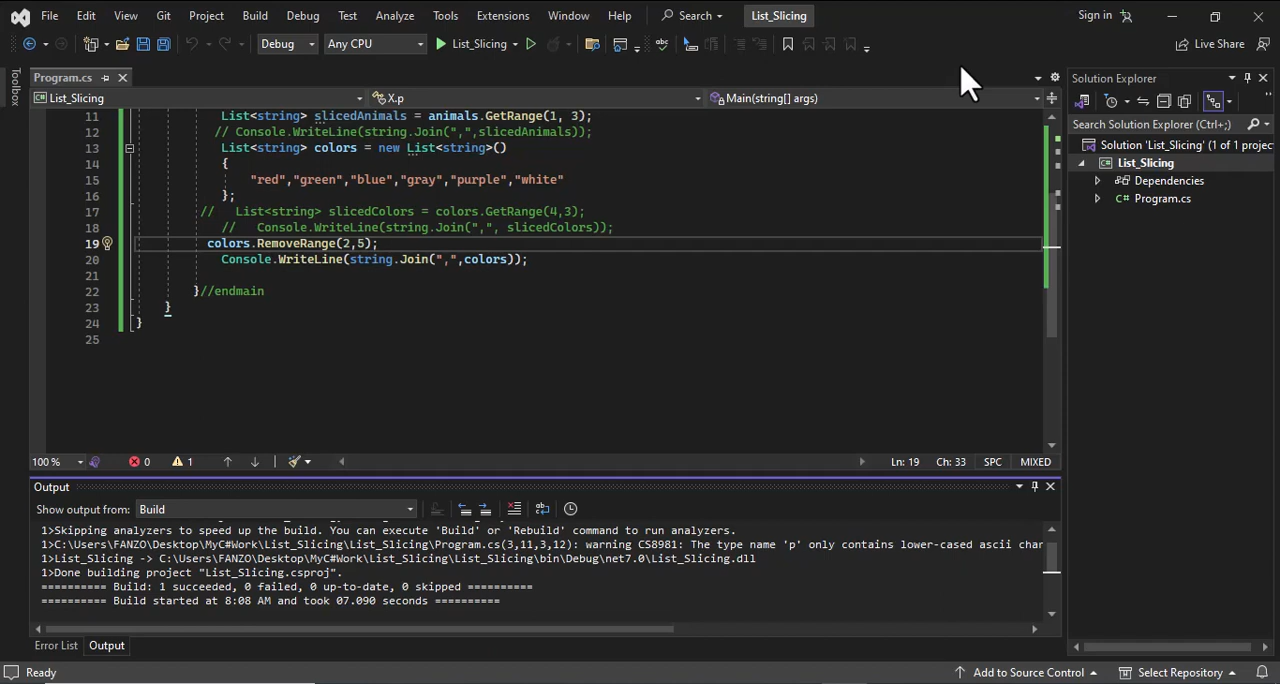 File Edit View Git Project Build Debug Test Analyze Tools Extensions Window Help Search List_Slicing Sign in
Debug Any CPU List_Slicing Live Share
Toolbox
Program.cs
List_Slicing X.p Main(string[] args)
11 List<string> slicedAnimals = animals.GetRange(1, 3);
12 // Console.WriteLine(string.Join(",",slicedAnimals));
13 List<string> colors = new List<string>()
14 {
15 "red","green","blue","gray","purple","white"
16 };
17 // List<string> slicedColors = colors.GetRange(4,3);
18 // Console.WriteLine(string.Join(",", slicedColors));
19 colors.RemoveRange(2,5);
20 Console.WriteLine(string.Join(",",colors));
21
22 }//endmain
23 }
24 }
25
100 % 0 1 Ln: 19 Ch: 33 SPC MIXED
Output
Show output from: Build
1>Skipping analyzers to speed up the build. You can execute 'Build' or 'Rebuild' command to run analyzers.
1>C:\Users\FANZO\Desktop\MyC#Work\List_Slicing\List_Slicing\Program.cs(3,11,3,12): warning CS8981: The type name 'p' only contains lower-cased ascii char
1>List_Slicing -> C:\Users\FANZO\Desktop\MyC#Work\List_Slicing\List_Slicing\bin\Debug\net7.0\List_Slicing.dll
1>Done building project "List_Slicing.csproj".
========== Build: 1 succeeded, 0 failed, 0 up-to-date, 0 skipped ==========
========== Build started at 8:08 AM and took 07.090 seconds ==========
Error List Output
Solution Explorer
Search Solution Explorer (Ctrl+;)
Solution 'List_Slicing' (1 of 1 project
List_Slicing
Dependencies
Program.cs
Ready Add to Source Control Select Repository